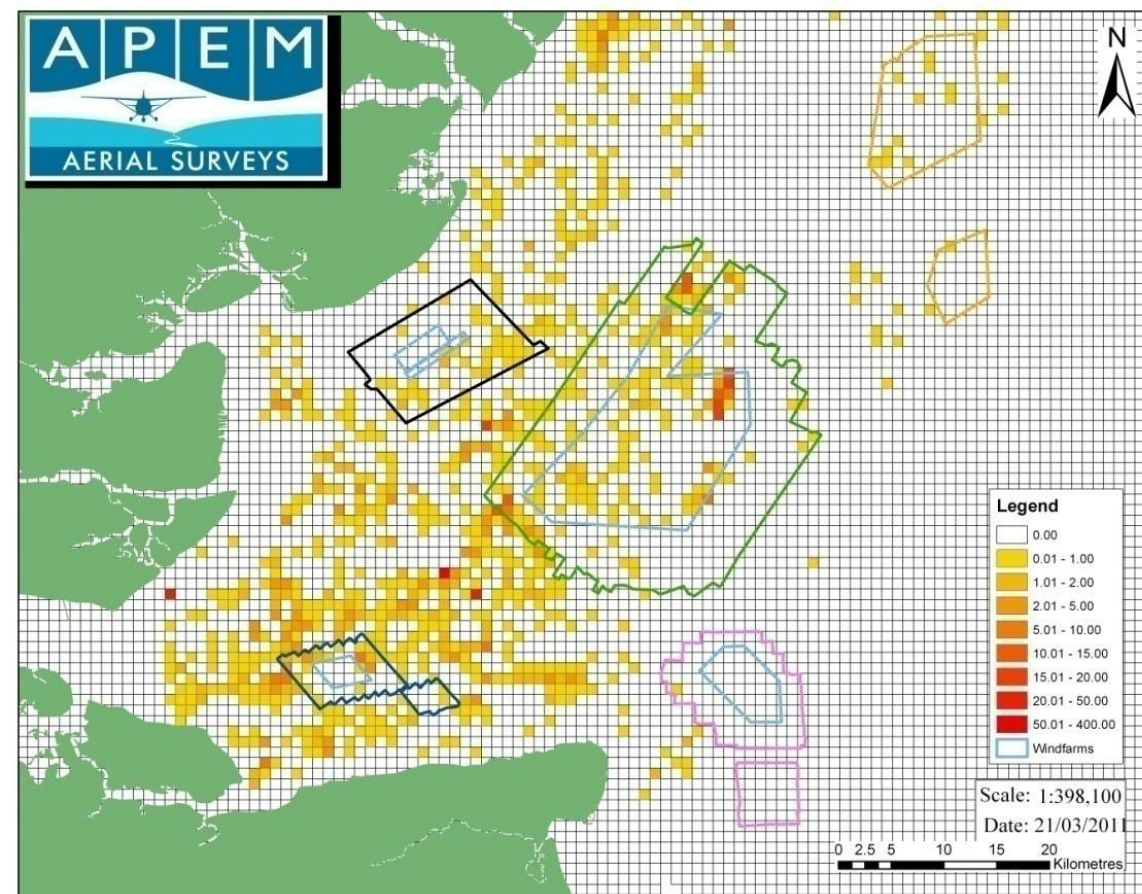 APEM
AERIAL SURVEYS
N
Legend
0.00
0.01 - 1.00
1.01 - 2.00
2.01 - 5.00
5.01 - 10.00
10.01 - 15.00
15.01 - 20.00
20.01 - 50.00
50.01 - 400.00
Windfarms
Scale: 1:398,100
Date: 21/03/2011
0 2.5 5 10 15 20
Kilometres